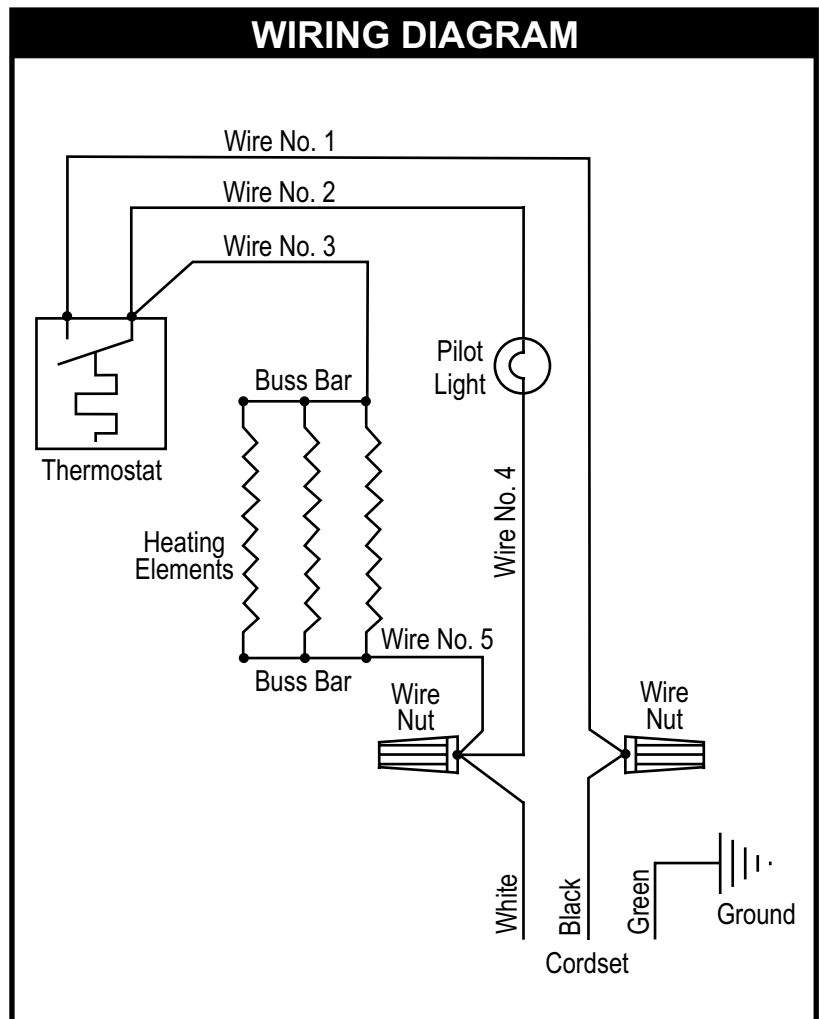 WIRING DIAGRAM
Wire No. 1
Wire No. 2
Wire No. 3
Pilot
Light
Buss Bar
Thermostat
Wire No. 4
Heating
Elements
Wire No. 5
Buss Bar
Wire
Nut
Wire
Nut
White
Black
Green
Ground
Cordset